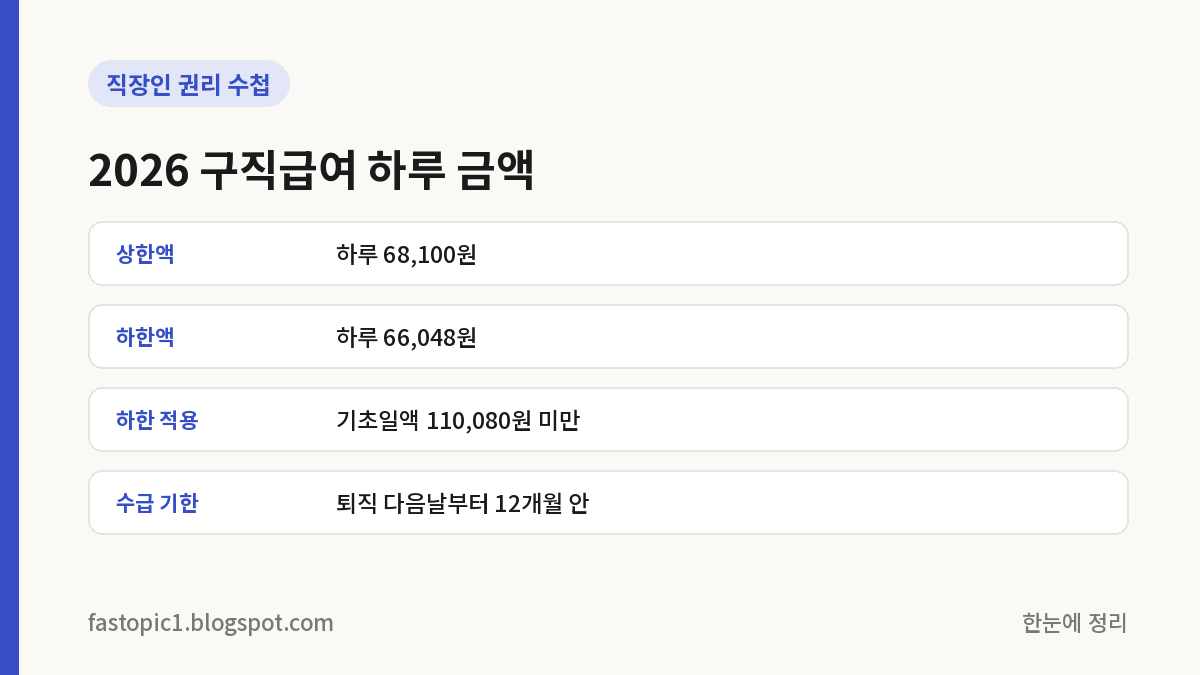 직장인 권리 수첩
2026 구직급여 하루 금액
상한액 하루 68,100원
하한액 하루 66,048원
하한 적용 기초일액 110,080원 미만
수급 기한 퇴직 다음날부터 12개월 안
fastopic1.blogspot.com 한눈에 정리